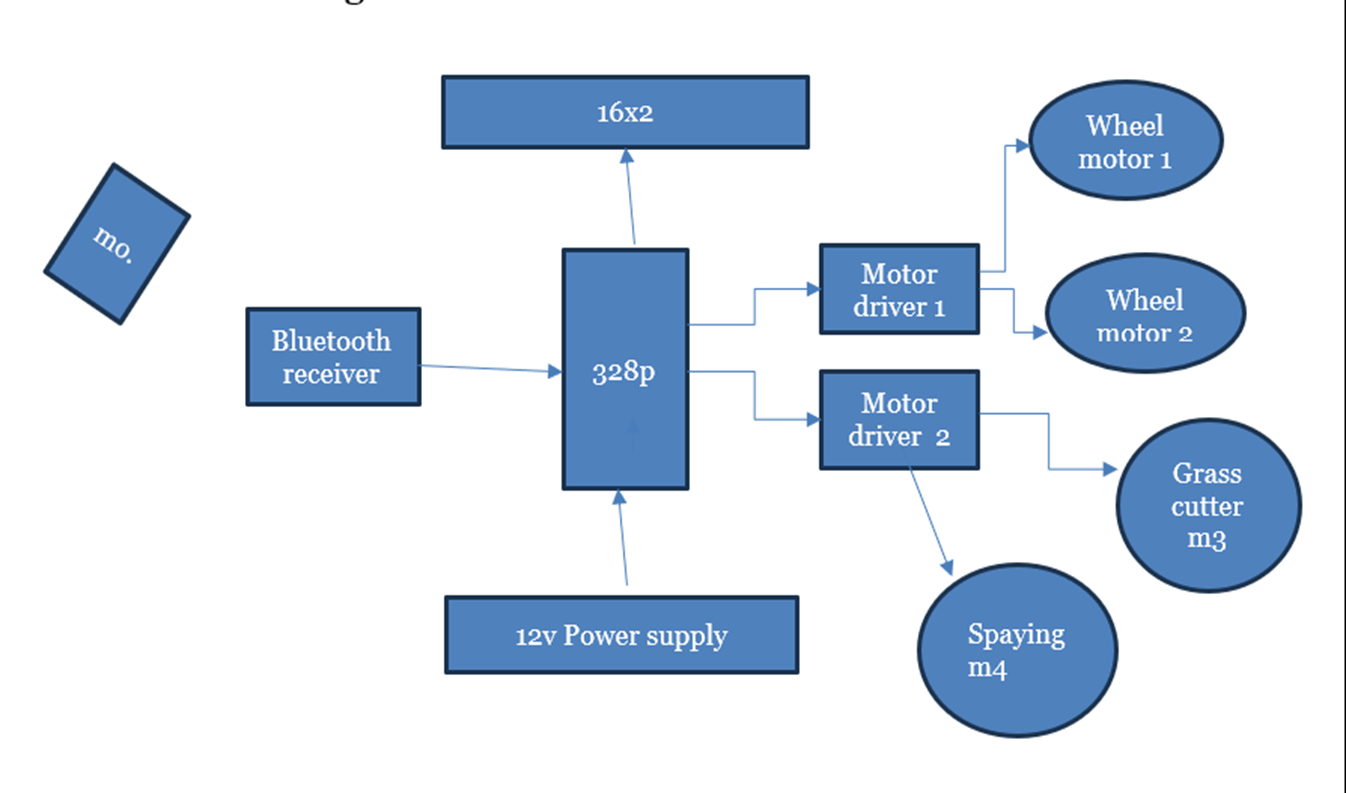 16x2
Wheel
motor 1
mo.
Motor
driver 1
Wheel
motor 2
Bluetooth
receiver
328p
Motor
driver 2
Grass
cutter
m3
12v Power supply
Spaying
m4